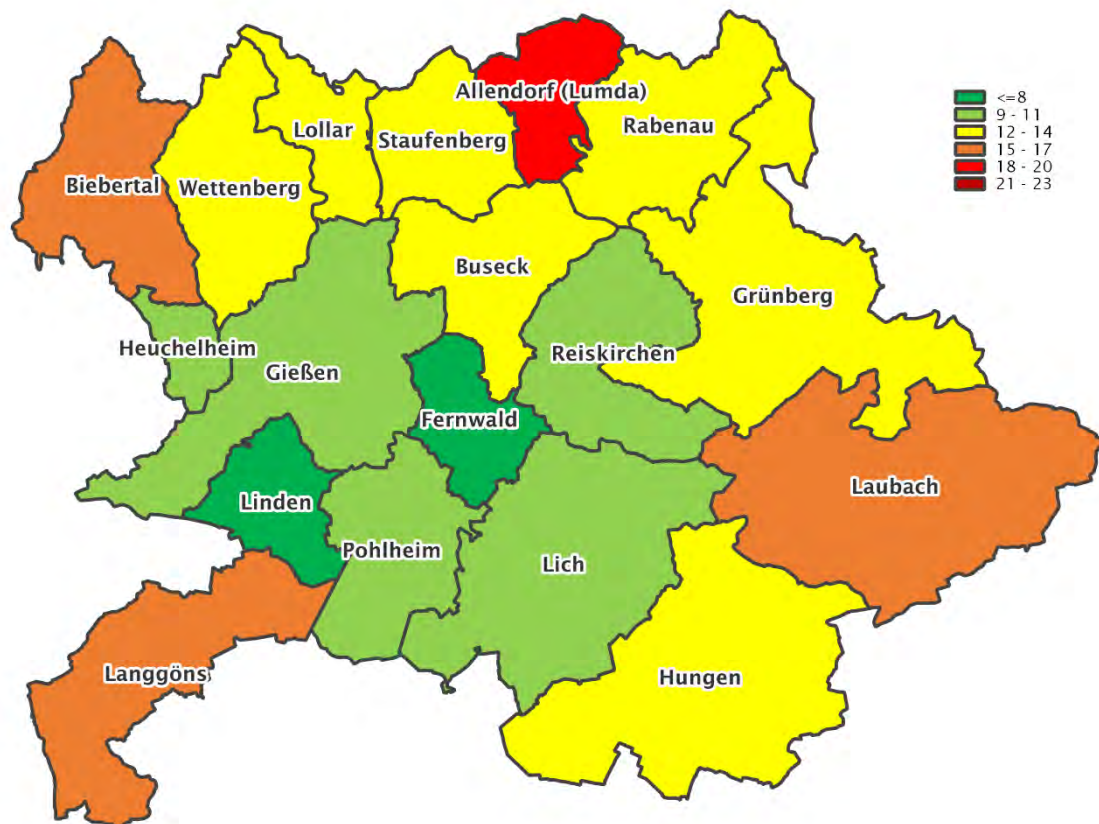 Allendorf (Lumda)
<=8
9 - 11
12 - 14
15 - 17
18 - 20
21 - 23
Lollar
Staufenberg
Rabenau
Biebertal
Wettenberg
Buseck
Grünberg
Heuchelheim
Gießen
Reiskirchen
Fernwald
Laubach
Linden
Pohlheim
Lich
Langgöns
Hungen